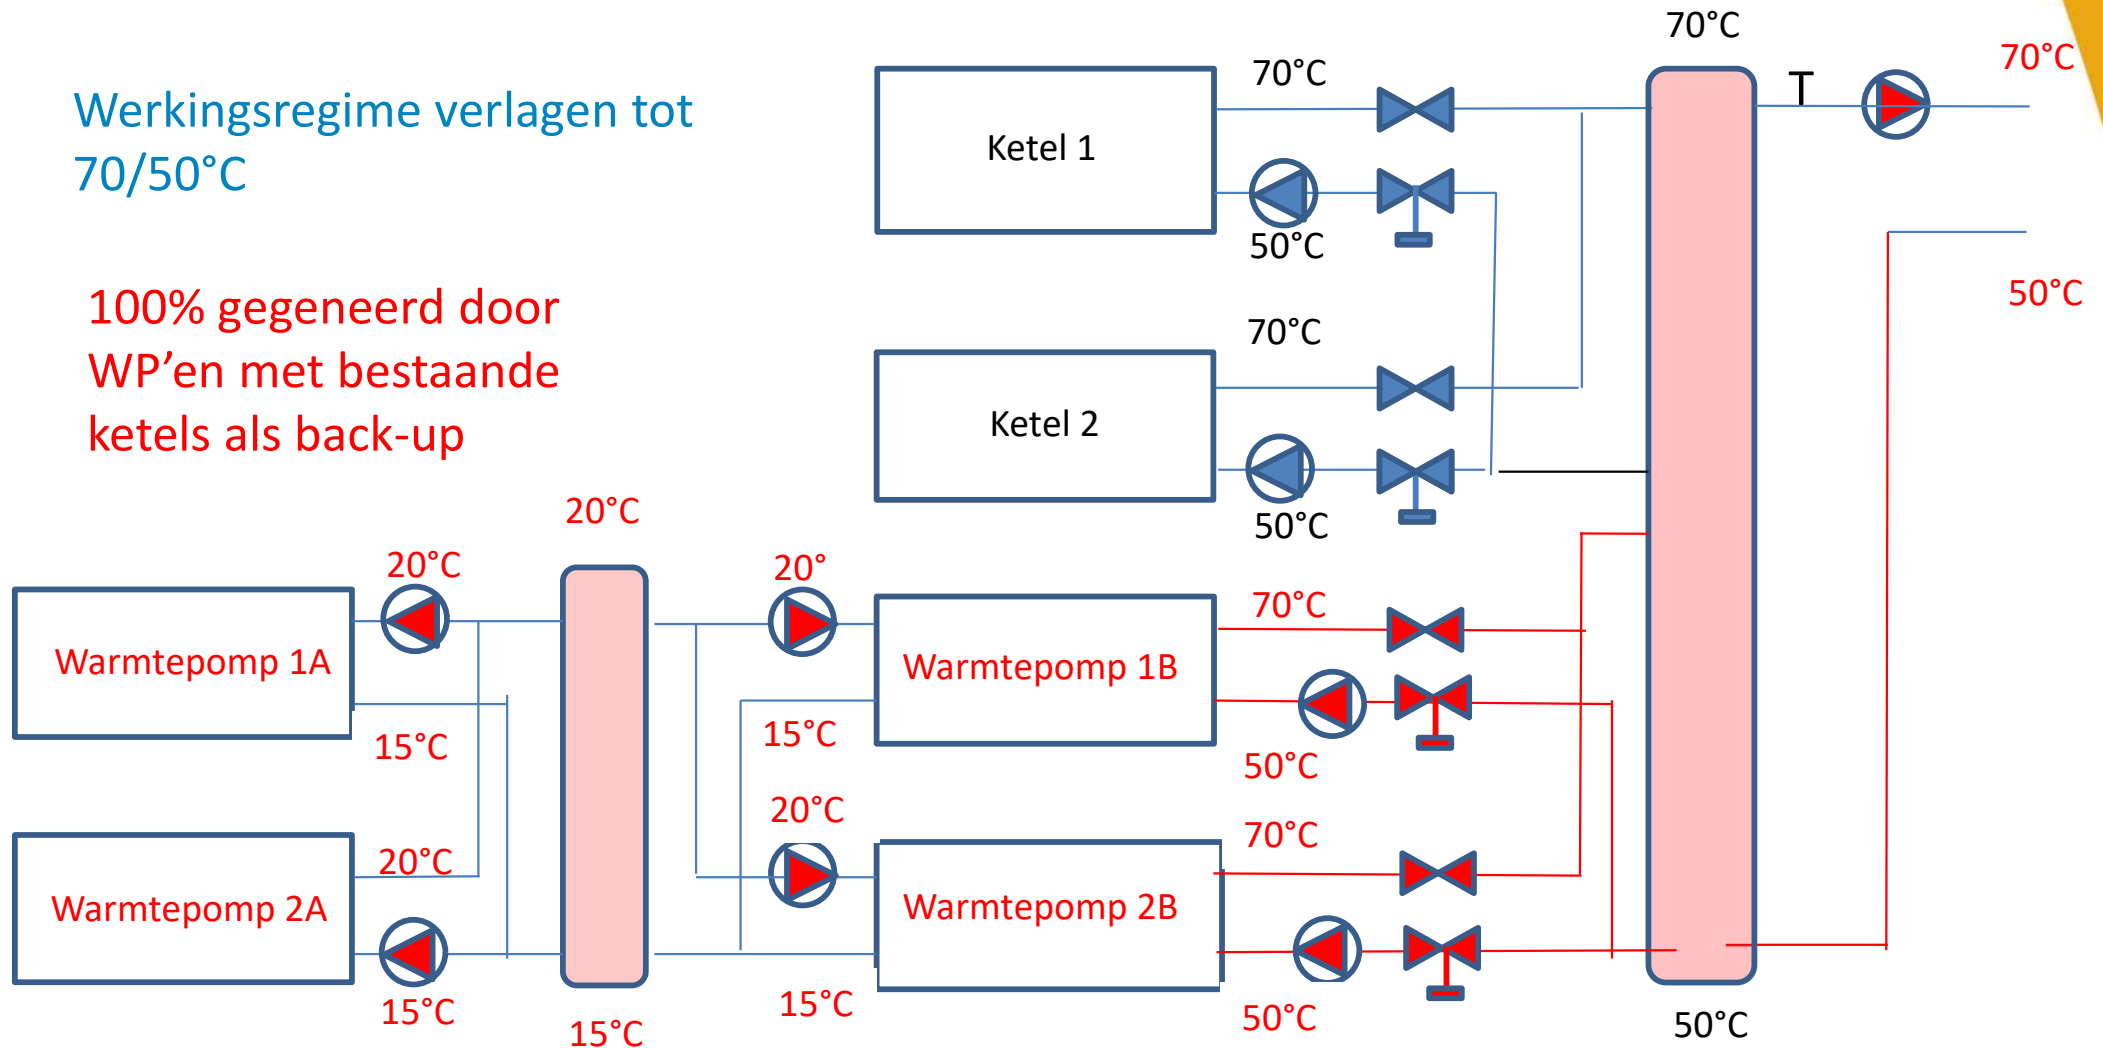 Werkingsregime verlagen tot
70/50°C
100% gegeneerd door
WP’en met bestaande
ketels als back-up
70°C
70°C
70°C
T
Ketel 1
50°C
50°C
70°C
Ketel 2
50°C
20°C
20°C
20°
70°C
Warmtepomp 1A
Warmtepomp 1B
15°C
15°C
50°C
20°C
70°C
20°C
Warmtepomp 2A
Warmtepomp 2B
15°C
15°C
15°C
50°C
50°C